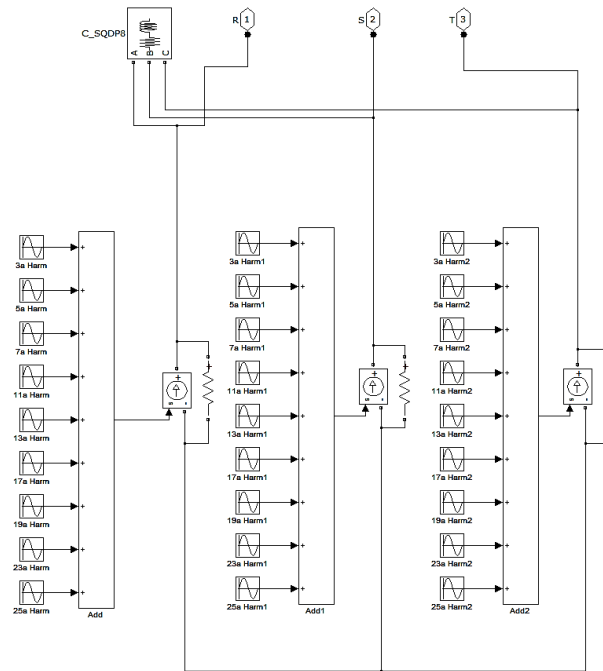 R 1
S 2
T 3
C_SQDP8
A
B
C
3a Harm
5a Harm
7a Harm
11a Harm
13a Harm
17a Harm
19a Harm
23a Harm
25a Harm
Add
3a Harm1
5a Harm1
7a Harm1
11a Harm1
13a Harm1
17a Harm1
19a Harm1
23a Harm1
25a Harm1
Add1
3a Harm2
5a Harm2
7a Harm2
11a Harm2
13a Harm2
17a Harm2
19a Harm2
23a Harm2
25a Harm2
Add2